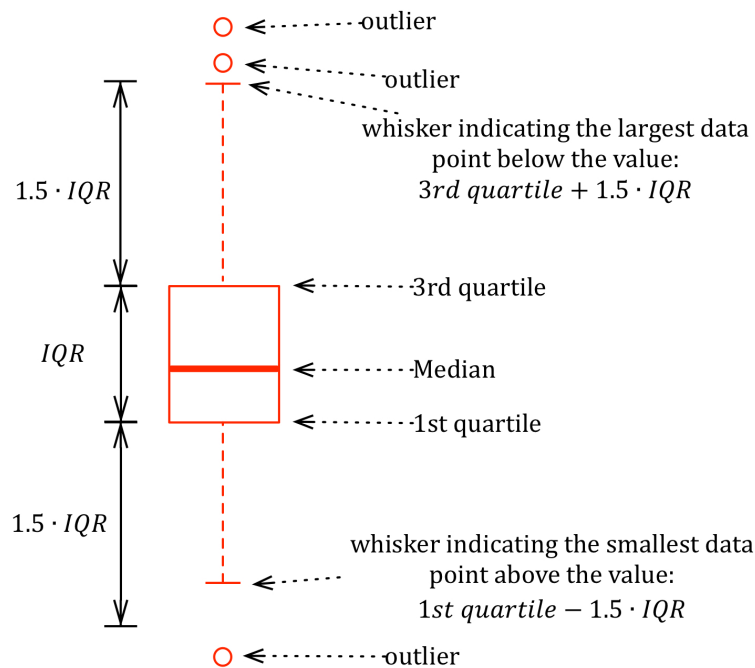 outlier
outlier
whisker indicating the largest data
point below the value:
3rd quartile + 1.5 · IQR
1.5 · IQR
3rd quartile
IQR
Median
1st quartile
1.5 · IQR
whisker indicating the smallest data
point above the value:
1st quartile − 1.5 · IQR
outlier